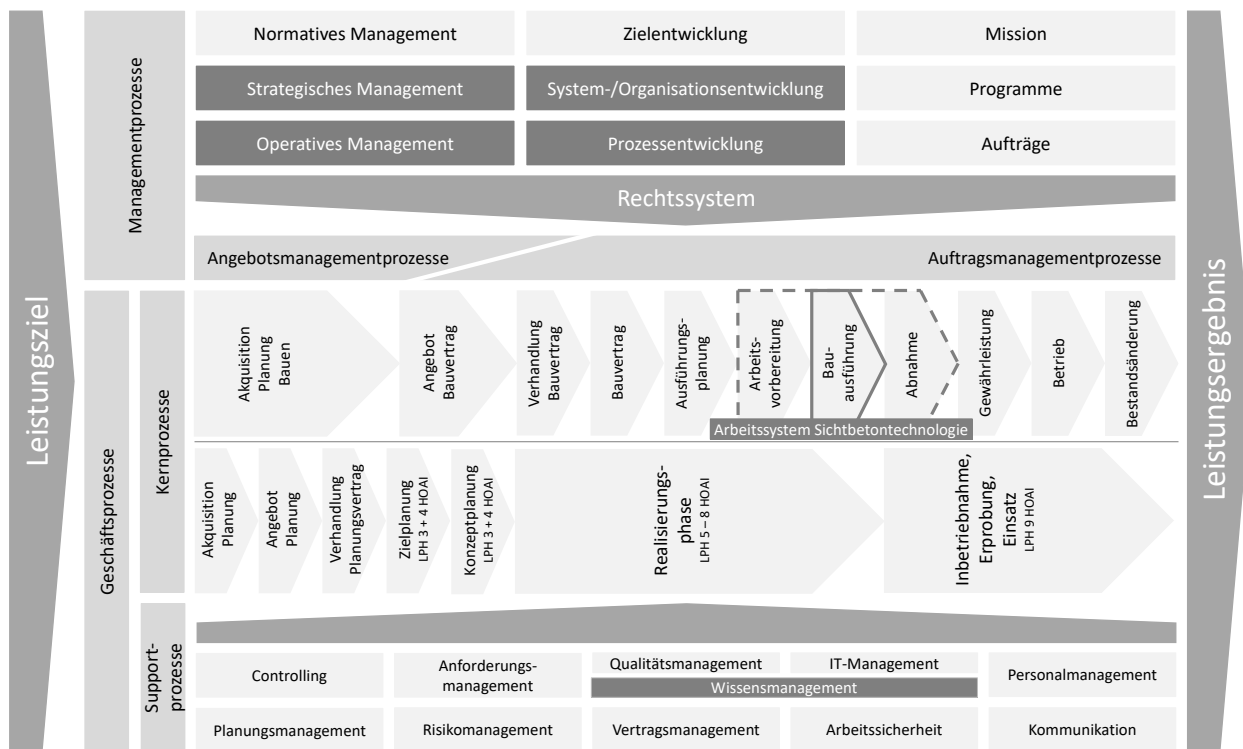 Leistungsziel
Managementprozesse
Normatives Management
Zielentwicklung
Mission
Strategisches Management
System-/Organisationsentwicklung
Programme
Operatives Management
Prozessentwicklung
Aufträge
Rechtssystem
Angebotsmanagementprozesse
Auftragsmanagementprozesse
Geschäftsprozesse
Kernprozesse
Akquisition
Planung
Bauen
Angebot
Bauvertrag
Verhandlung
Bauvertrag
Bauvertrag
Ausführungs-
planung
Arbeits-
vorbereitung
Bau-
ausführung
Abnahme
Gewährleistung
Betrieb
Bestandsänderung
Arbeitssystem Sichtbetontechnologie
Akquisition
Planung
Angebot
Planung
Verhandlung
Planungsvertrag
Zielplanung
LPH 3 + 4 HOAI
Konzeptplanung
LPH 3 + 4 HOAI
Realisierungs-
phase
LPH 5 – 8 HOAI
Inbetriebnahme,
Erprobung,
Einsatz
LPH 9 HOAI
Support-
prozesse
Controlling
Anforderungs-
management
Qualitätsmanagement
IT-Management
Wissensmanagement
Personalmanagement
Planungsmanagement
Risikomanagement
Vertragsmanagement
Arbeitssicherheit
Kommunikation
Leistungsergebnis